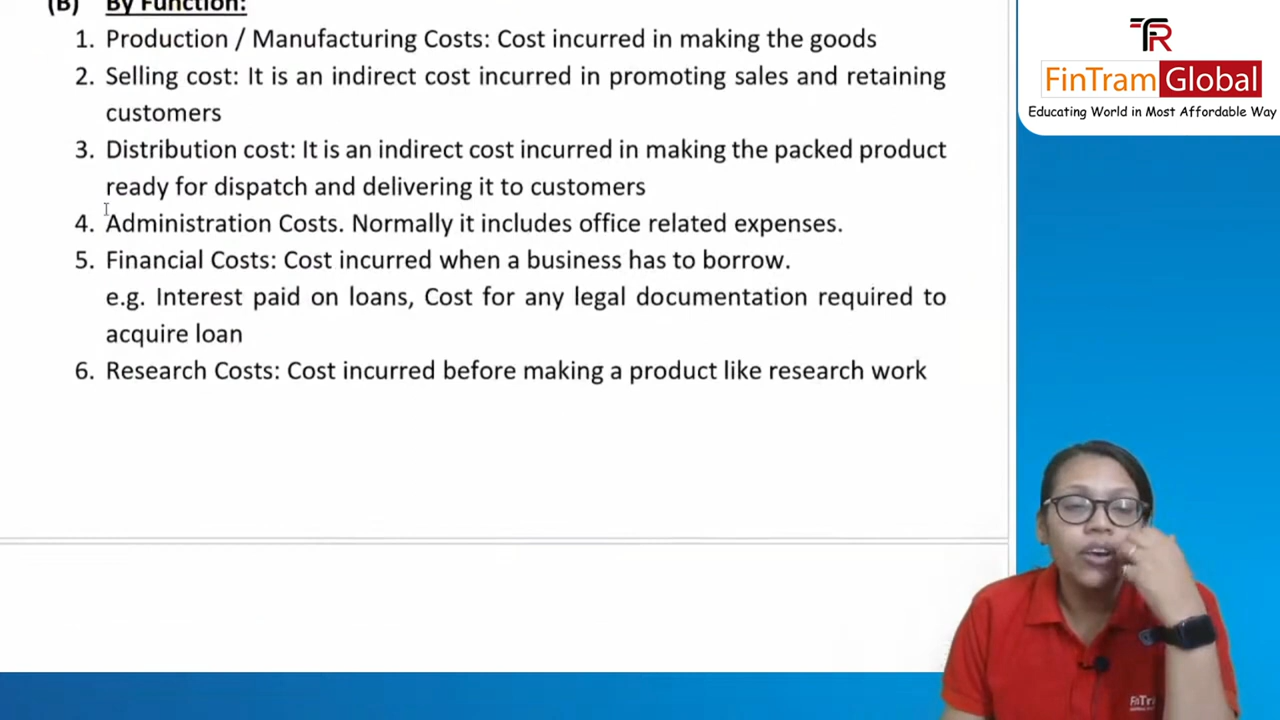 (B) By Function:
1. Production / Manufacturing Costs: Cost incurred in making the goods
2. Selling cost: It is an indirect cost incurred in promoting sales and retaining
customers
3. Distribution cost: It is an indirect cost incurred in making the packed product
ready for dispatch and delivering it to customers
4. Administration Costs. Normally it includes office related expenses.
5. Financial Costs: Cost incurred when a business has to borrow.
e.g. Interest paid on loans, Cost for any legal documentation required to
acquire loan
6. Research Costs: Cost incurred before making a product like research work
FinTram Global
Educating World in Most Affordable Way